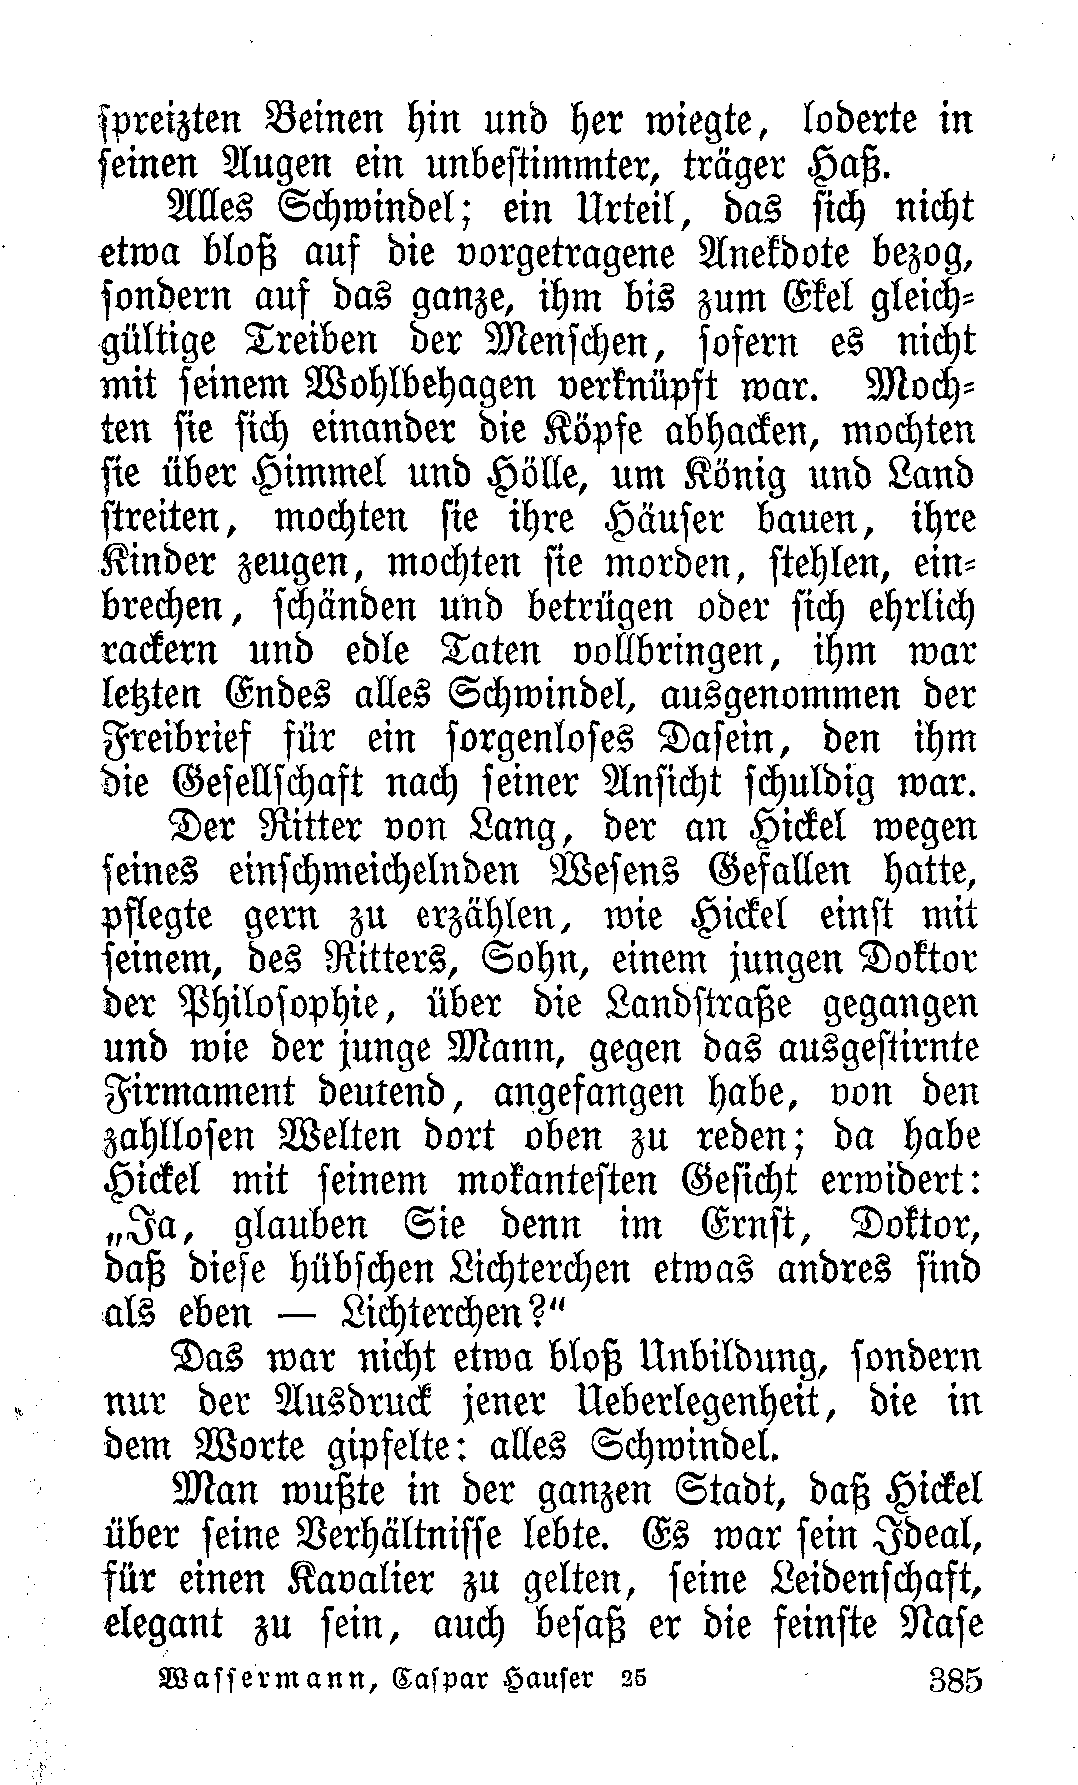 spreizten Beinen hin und her wiegte, loderte in
seinen Augen ein unbestimmter, träger Haß.
Alles Schwindel; ein Urteil, das sich nicht
etwa bloß auf die vorgetragene Anekdote bezog,
sondern auf das ganze, ihm bis zum Ekel gleich-
gültige Treiben der Menschen, sofern es nicht
mit seinem Wohlbehagen verknüpft war. Moch-
ten sie sich einander die Köpfe abhacken, mochten
sie über Himmel und Hölle, um König und Land
streiten, mochten sie ihre Häuser bauen, ihre
Kinder zeugen, mochten sie morden, stehlen, ein-
brechen, schänden und betrügen oder sich ehrlich
rackern und edle Taten vollbringen, ihm war
letzten Endes alles Schwindel, ausgenommen der
Freibrief für ein sorgenloses Dasein, den ihm
die Gesellschaft nach seiner Ansicht schuldig war.
Der Ritter von Lang, der an Hickel wegen
seines einschmeichelnden Wesens Gefallen hatte,
pflegte gern zu erzählen, wie Hickel einst mit
seinem, des Ritters, Sohn, einem jungen Doktor
der Philosophie, über die Landstraße gegangen
und wie der junge Mann, gegen das ausgestirnte
Firmament deutend, angefangen habe, von den
zahllosen Welten dort oben zu reden; da habe
Hickel mit seinem mokantesten Gesicht erwidert:
„Ja, glauben Sie denn im Ernst, Doktor,
daß diese hübschen Lichterchen etwas andres sind
als eben — Lichterchen?“
Das war nicht etwa bloß Unbildung, sondern
nur der Ausdruck jener Ueberlegenheit, die in
dem Worte gipfelte: alles Schwindel.
Man wußte in der ganzen Stadt, daß Hickel
über seine Verhältnisse lebte. Es war sein Ideal,
für einen Kavalier zu gelten, seine Leidenschaft,
elegant zu sein, auch besaß er die feinste Nase
Wassermann, Caspar Hauser 25 385